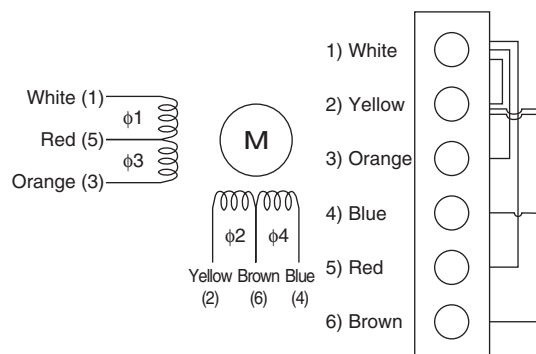 White (1)
ϕ1
Red (5)
ϕ3
Orange (3)
M
ϕ2 ϕ4
Yellow Brown Blue
(2) (6) (4)
1) White
2) Yellow
3) Orange
4) Blue
5) Red
6) Brown